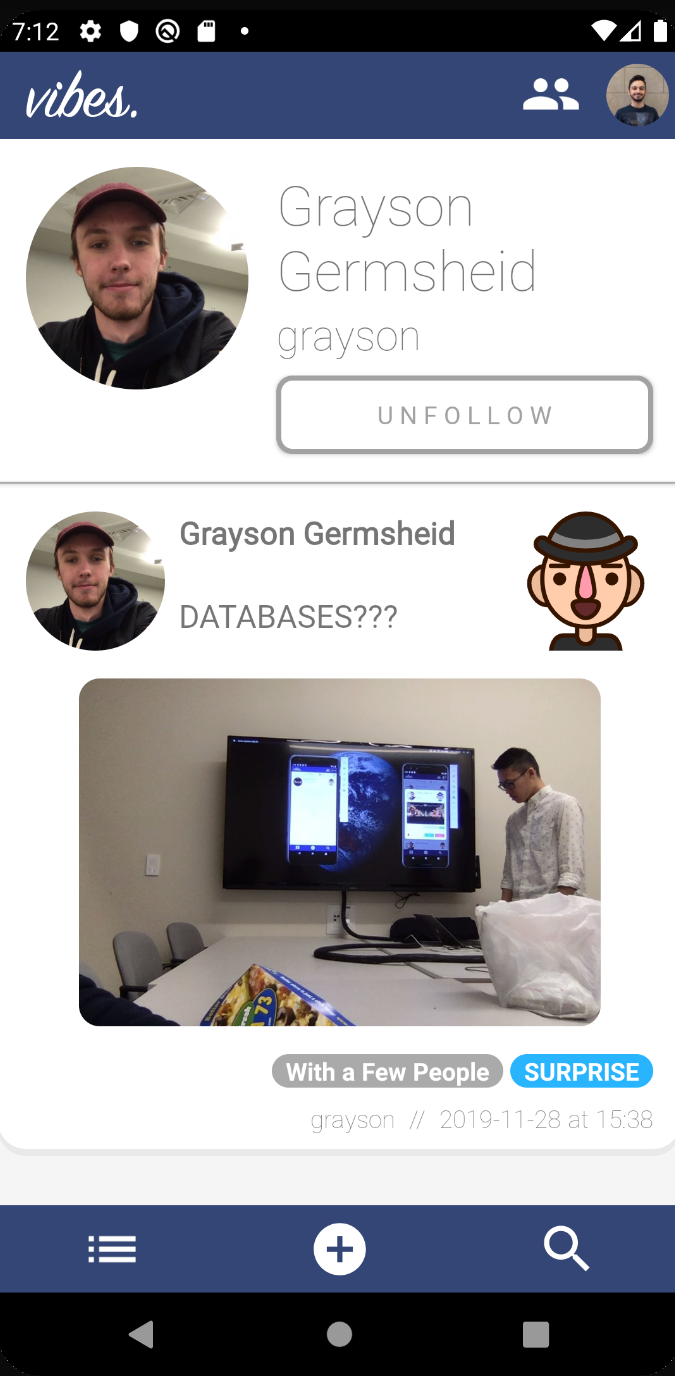 7:12
vibes.
Grayson
Germsheid
grayson
UNFOLLOW
Grayson Germsheid
DATABASES???
73
With a Few People
SURPRISE
grayson // 2019-11-28 at 15:38